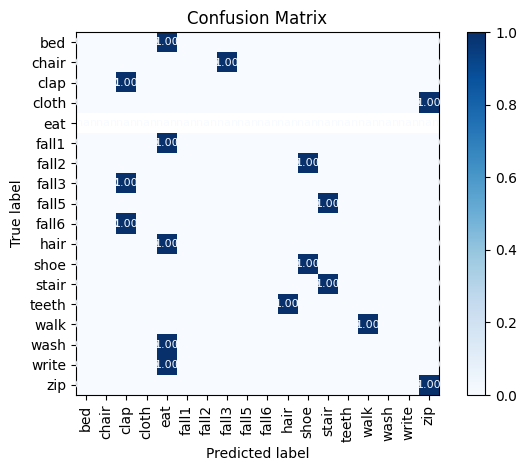 Confusion Matrix
bed 1.00
chair 1.00
clap 1.00
cloth 1.00
eat
fall1 1.00
fall2 1.00
fall3 1.00
fall5 1.00
fall6 1.00
hair 1.00
shoe 1.00
stair 1.00
teeth 1.00
walk 1.00
wash 1.00
write 1.00
zip 1.00
True label
bed chair clap cloth eat fall1 fall2 fall3 fall5 fall6 hair shoe stair teeth walk wash write zip
Predicted label
1.0
0.8
0.6
0.4
0.2
0.0